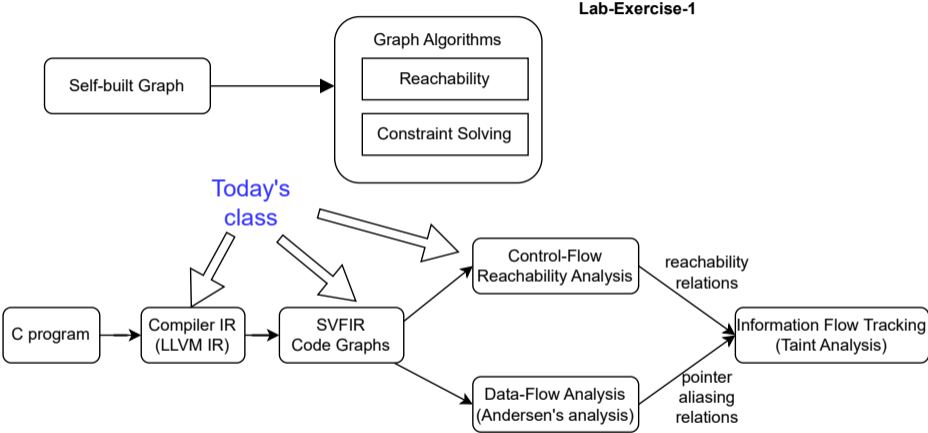 Lab-Exercise-1
Graph Algorithms
Self-built Graph
Reachability
Constraint Solving
Today's
class
Control-Flow
Reachability Analysis
reachability
relations
C program
Compiler IR
(LLVM IR)
SVFIR
Code Graphs
Information Flow Tracking
(Taint Analysis)
Data-Flow Analysis
(Andersen's analysis)
pointer
aliasing
relations